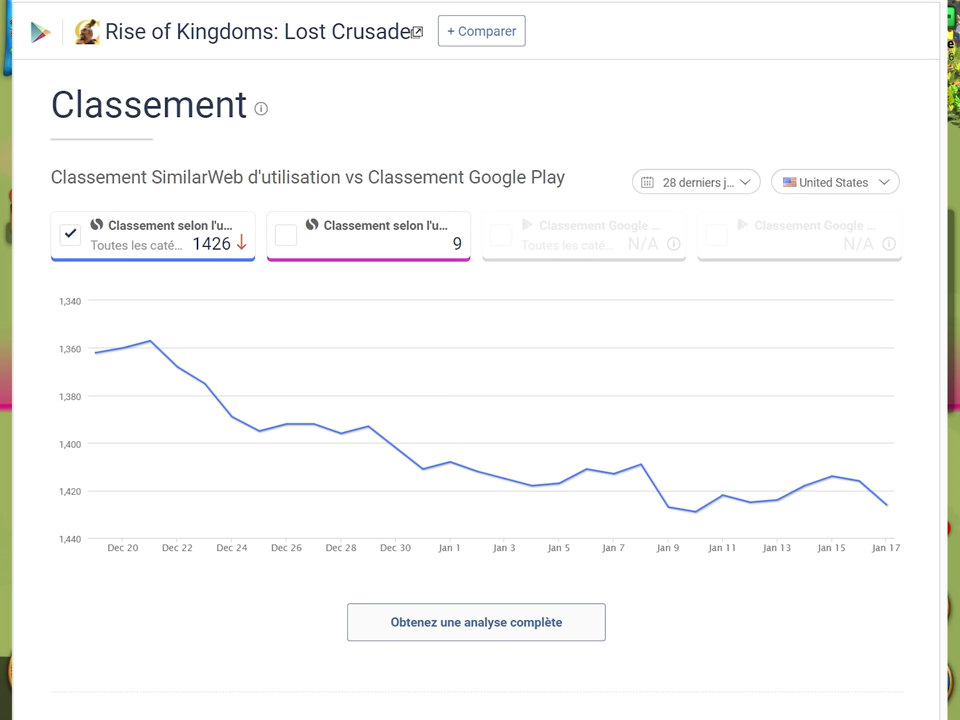 Rise of Kingdoms: Lost Crusade
+ Comparer
Classement
Classement SimilarWeb d'utilisation vs Classement Google Play
28 derniers j...
United States
Classement selon l'u...
Toutes les caté... 1426
Classement selon l'u...
9
Classement Google ...
Toutes les caté... N/A
Classement Google ...
N/A
1,340
1,360
1,380
1,400
1,420
1,440
Dec 20 Dec 22 Dec 24 Dec 26 Dec 28 Dec 30 Jan 1 Jan 3 Jan 5 Jan 7 Jan 9 Jan 11 Jan 13 Jan 15 Jan 17
Obtenez une analyse complète